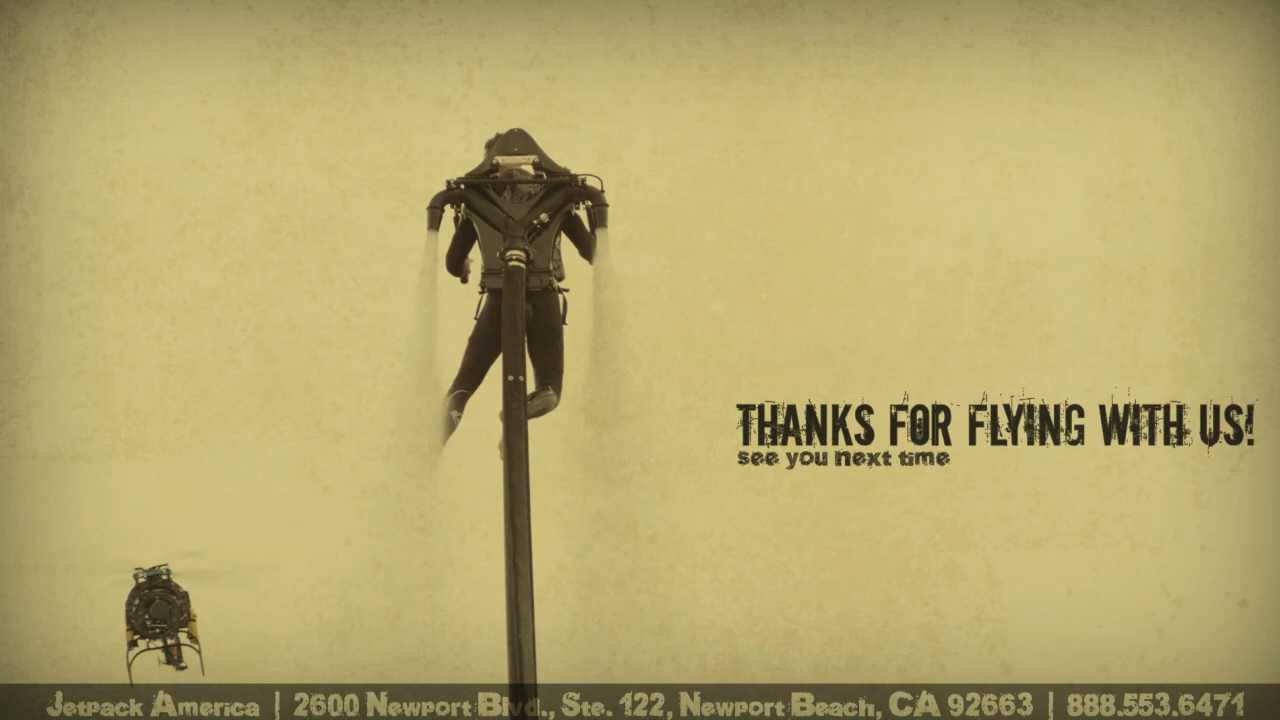 THANKS FOR FLYING WITH US!
see you next time
Jetpack America | 2600 Newport Blvd., Ste. 122, Newport Beach, CA 92663 | 888.553.6471